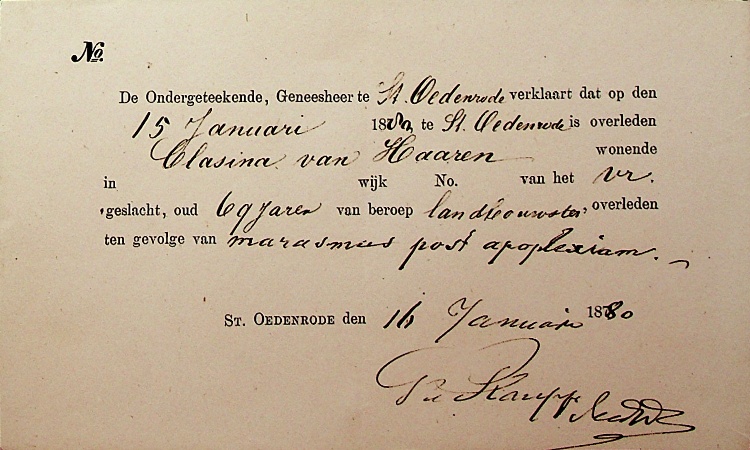 No.
De Ondergeteekende, Geneesheer te St. Oedenrode verklaart dat op den
15 Januari 1880 te St. Oedenrode is overleden
Clasina van Haaren wonende
in wijk No. van het vr.
geslacht, oud 69 jaren van beroep landbouwster, overleden
ten gevolge van marasmus post apoplexiam.
St. Oedenrode den 16 Januari 1880